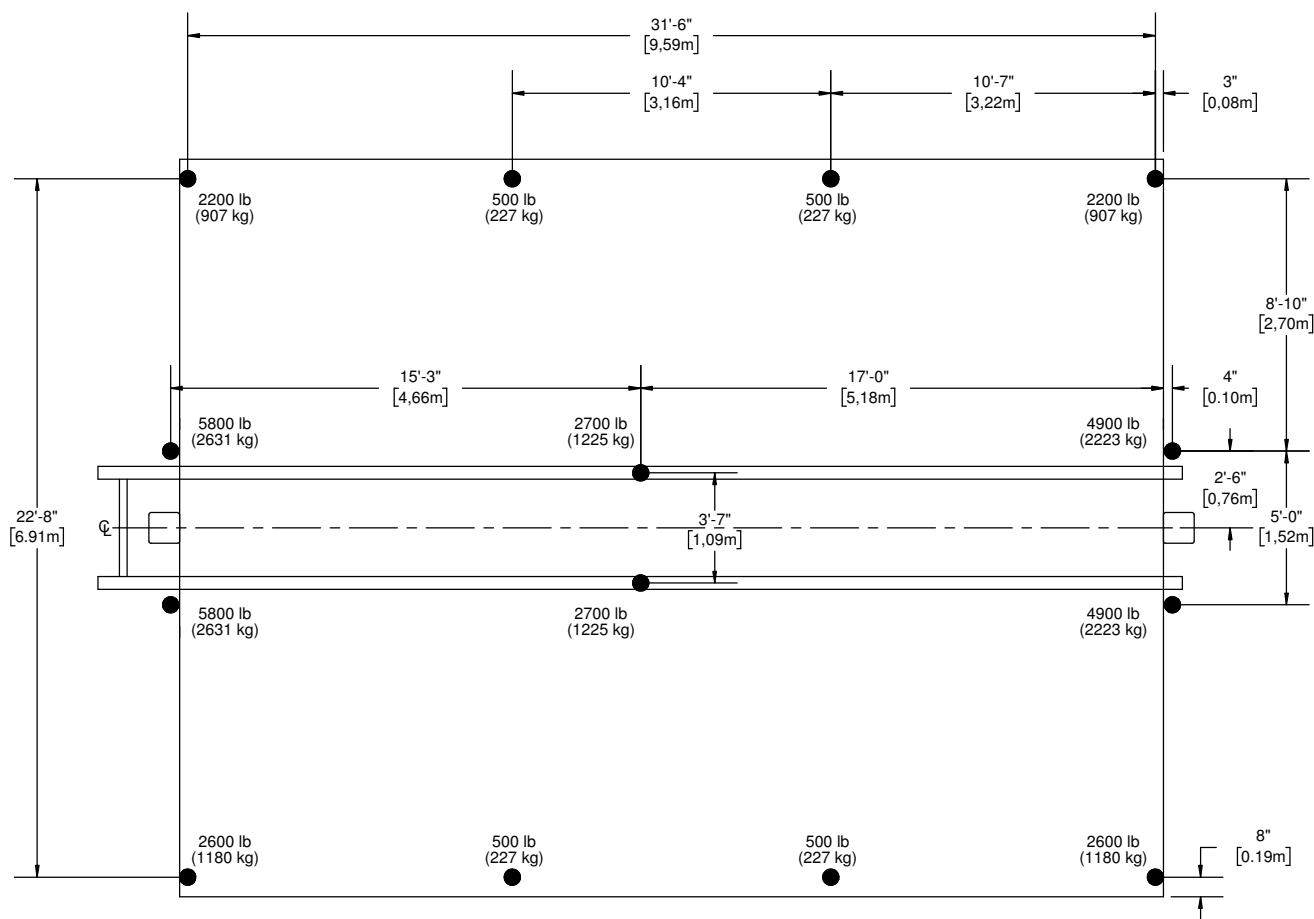 31'-6"
[9,59m]
10'-4"
[3,16m]
10'-7"
[3,22m]
3"
[0,08m]
2200 lb
(907 kg)
500 lb
(227 kg)
500 lb
(227 kg)
2200 lb
(907 kg)
8'-10"
[2,70m]
15'-3"
[4,66m]
17'-0"
[5,18m]
4"
[0.10m]
5800 lb
(2631 kg)
2700 lb
(1225 kg)
4900 lb
(2223 kg)
22'-8"
[6.91m]
℄
3'-7"
[1,09m]
2'-6"
[0,76m]
5'-0"
[1,52m]
5800 lb
(2631 kg)
2700 lb
(1225 kg)
4900 lb
(2223 kg)
2600 lb
(1180 kg)
500 lb
(227 kg)
500 lb
(227 kg)
2600 lb
(1180 kg)
8"
[0.19m]